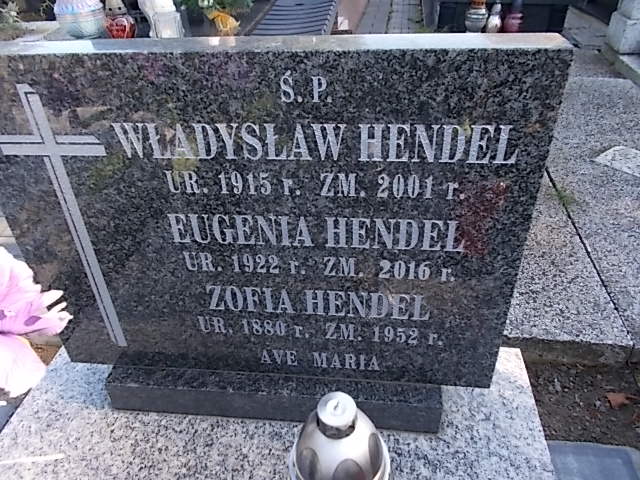 Ś. P.
WŁADYSŁAW HENDEL
UR. 1915 r. ZM. 2001 r.
EUGENIA HENDEL
UR. 1922 r. ZM. 2016 r.
ZOFIA HENDEL
UR. 1880 r. ZM. 1952 r.
AVE MARIA